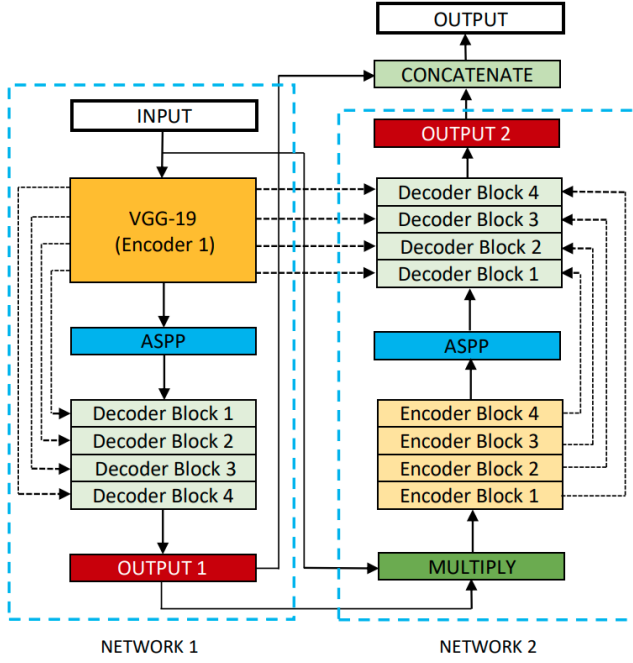 OUTPUT
CONCATENATE
INPUT
OUTPUT 2
VGG-19
(Encoder 1)
Decoder Block 4
Decoder Block 3
Decoder Block 2
Decoder Block 1
ASPP
ASPP
Decoder Block 1
Decoder Block 2
Decoder Block 3
Decoder Block 4
Encoder Block 4
Encoder Block 3
Encoder Block 2
Encoder Block 1
OUTPUT 1
MULTIPLY
NETWORK 1
NETWORK 2